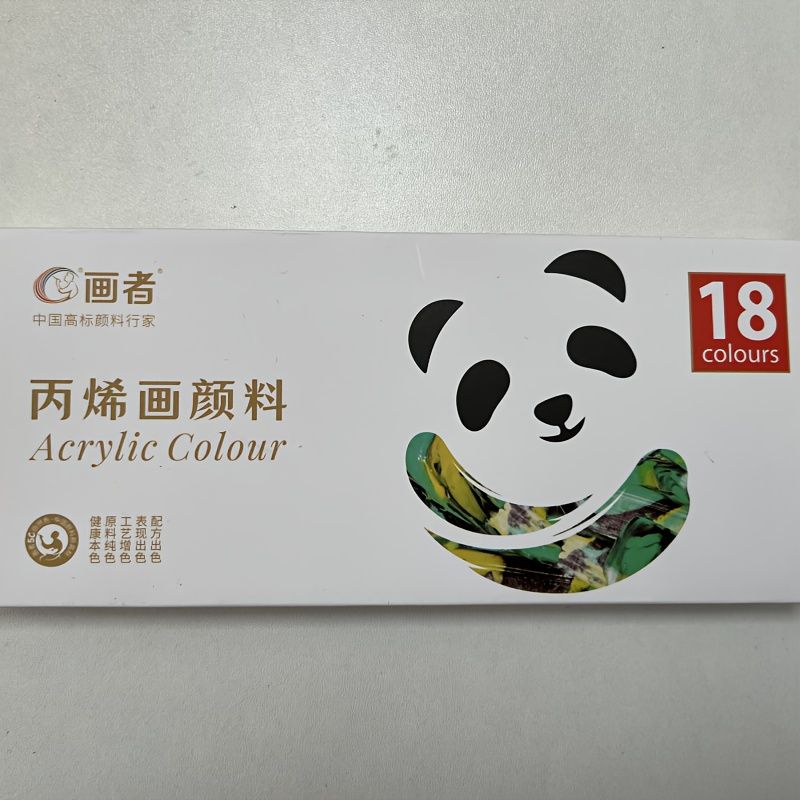 画者
中国高标颜料行家
18
colours
丙烯画颜料
Acrylic Colour
健康本色
原料纯色
工艺增色
表现出色
配方出色